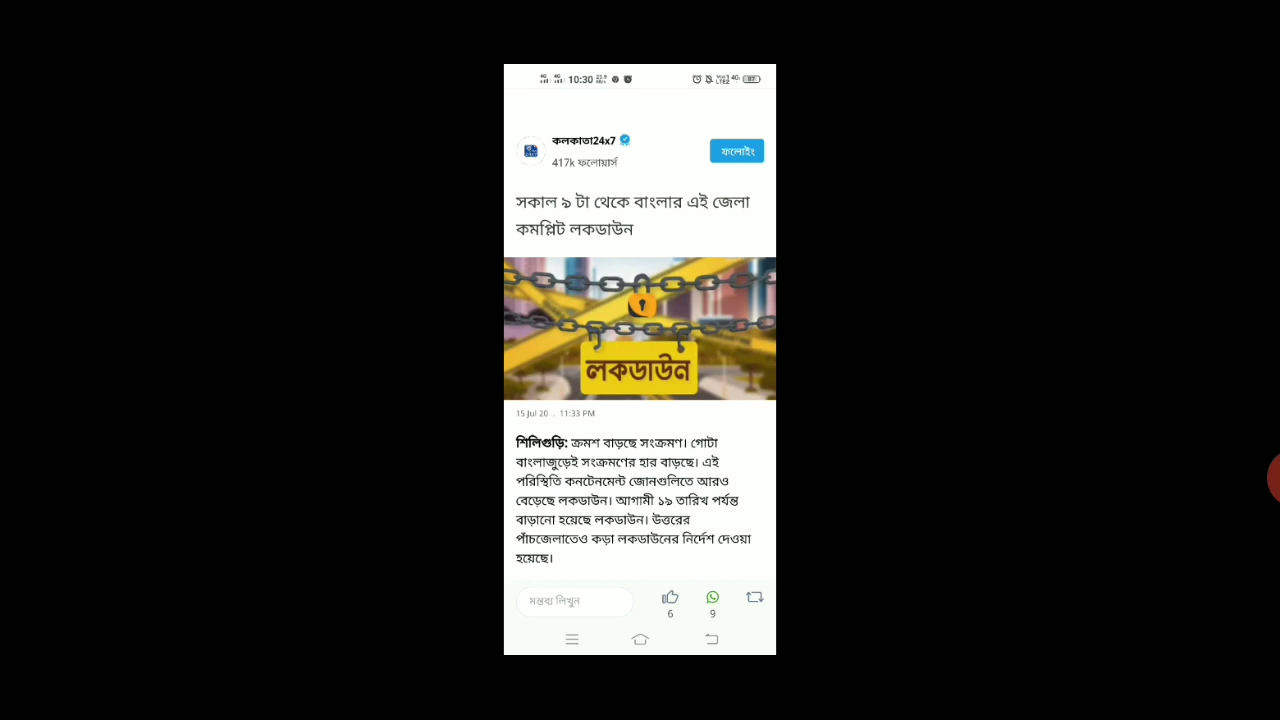 10:30
কলকাতা24x7
417k ফলোয়ার্স
ফলোইং
সকাল ৯ টা থেকে বাংলার এই জেলা
কমপ্লিট লকডাউন
লকডাউন
15 Jul 20 . 11:33 PM
শিলিগুড়ি: ক্রমশ বাড়ছে সংক্রমণ। গোটা
বাংলাজুড়েই সংক্রমণের হার বাড়ছে। এই
পরিস্থিতি কনটেনমেন্ট জোনগুলিতে আরও
বেড়েছে লকডাউন। আগামী ১৯ তারিখ পর্যন্ত
বাড়ানো হয়েছে লকডাউন। উত্তরের
পাঁচজেলাতেও কড়া লকডাউনের নির্দেশ দেওয়া
হয়েছে।
মন্তব্য লিখুন
6
9